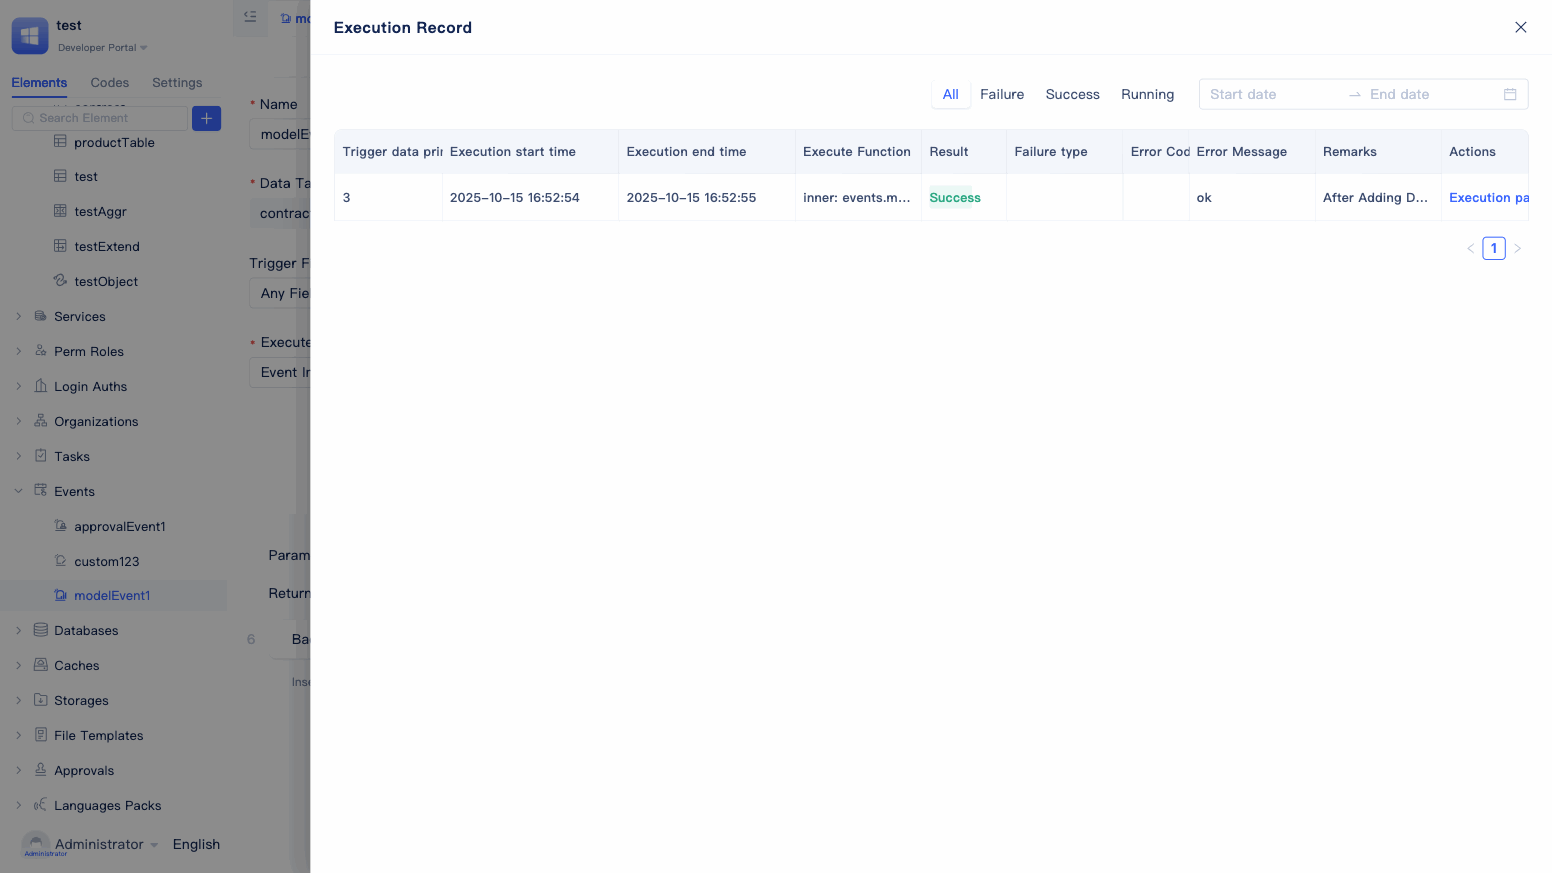 test
Developer Portal
Elements
Codes
Settings
Search Element
productTable
test
testAggr
testExtend
testObject
Services
Perm Roles
Login Auths
Organizations
Tasks
Events
approvalEvent1
custom123
modelEvent1
Databases
Caches
Storages
File Templates
Approvals
Languages Packs
Administrator
English
Administrator
* Name
modelE
* Data Ta
contrac
Trigger F
Any Fie
* Execute
Event I
Param
Return
6 Ba
Inse
Execution Record
All Failure Success Running Start date End date
Trigger data pri Execution start time Execution end time Execute Function Result Failure type Error Cod Error Message Remarks Actions
3 2025-10-15 16:52:54 2025-10-15 16:52:55 inner: events.m... Success ok After Adding D... Execution pa
1